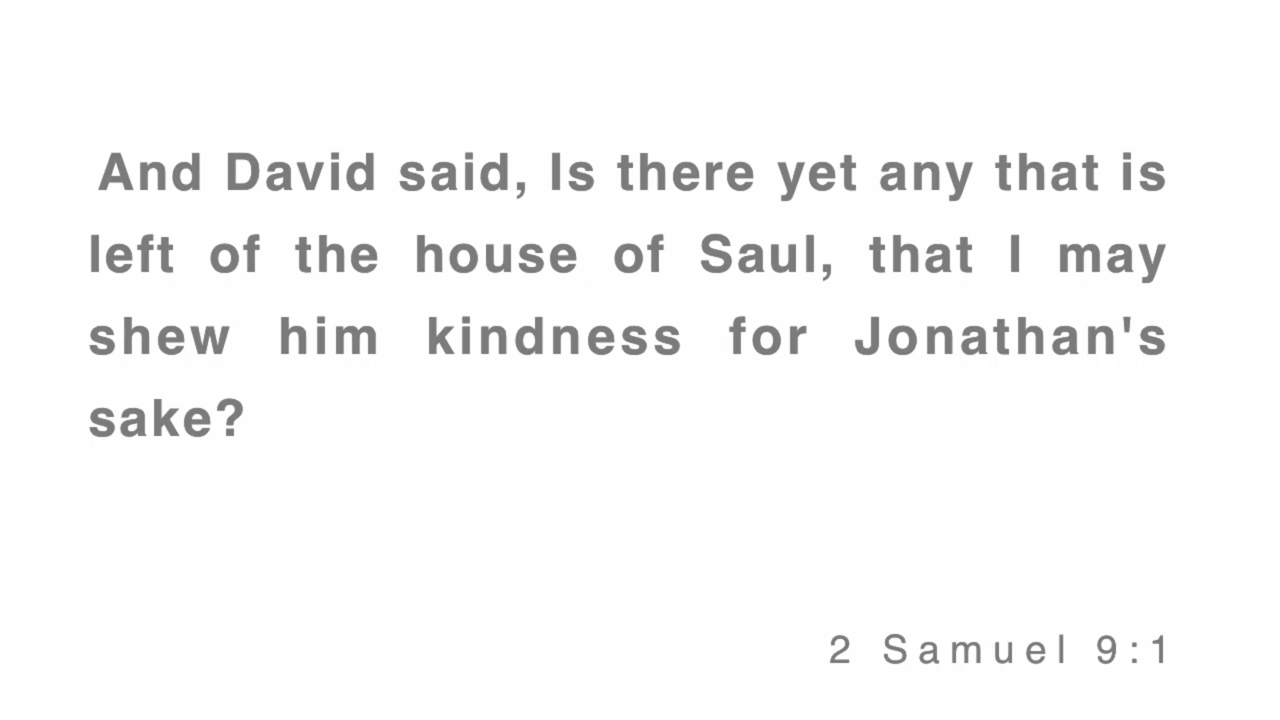 And David said, Is there yet any that is
left of the house of Saul, that I may
shew him kindness for Jonathan's
sake?
2 Samuel 9:1